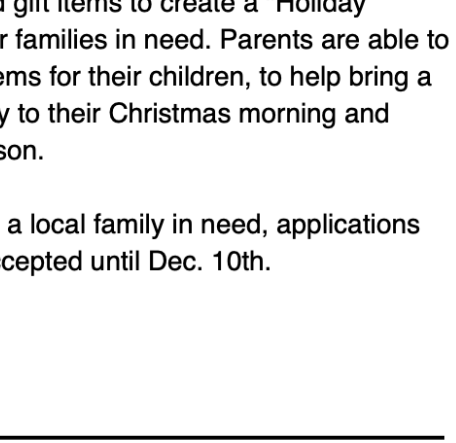 gift items to create a "Holiday
families in need. Parents are able to
for their children, to help bring a
to their Christmas morning and
a local family in need, applications
until Dec. 10th.